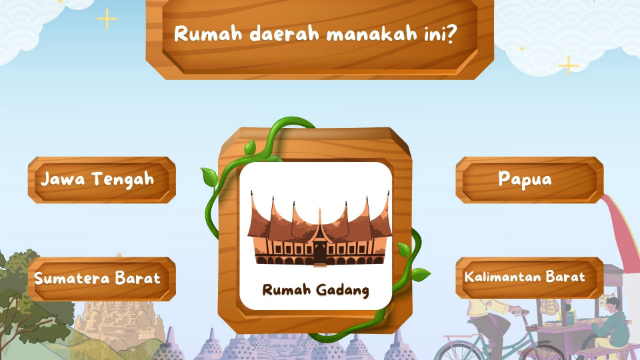 Rumah daerah manakah ini?
Jawa Tengah
Papua
Sumatera Barat
Kalimantan Barat
Rumah Gadang